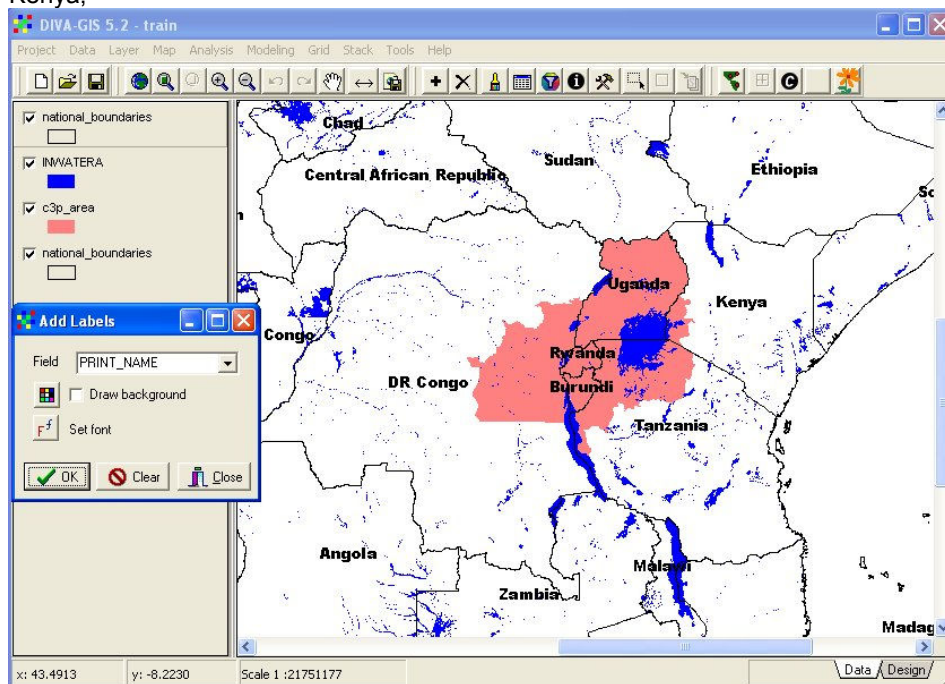 Kenya,
DIVA-GIS 5.2 - train
Project Data Layer Map Analysis Modeling Grid Stack Tools Help
national_boundaries
INWATERA
c3p_area
national_boundaries
Add Labels
Field PRINT_NAME
Draw background
Set font
OK Clear Close
Chad
Sudan
Central African Republic
Ethiopia
Uganda
Kenya
Congo
Rwanda
DR Congo
Burundi
Tanzania
Angola
Malawi
Zambia
Madag
x: 43.4913 y: -8.2230 Scale 1 :21751177 Data Design